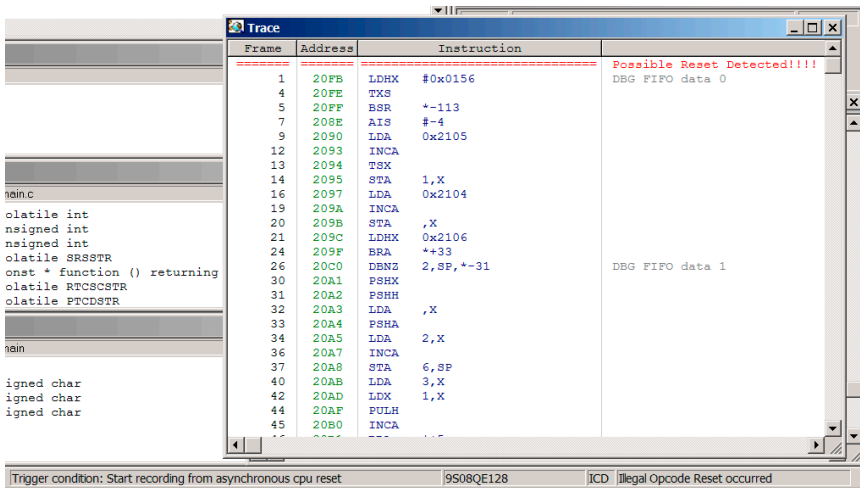 Trace
Frame Address Instruction
======= ======= =============================== Possible Reset Detected!!!!
1 20FB LDHX #0x0156 DBG FIFO data 0
4 20FE TXS
5 20FF BSR *-113
7 208E AIS #-4
9 2090 LDA 0x2105
12 2093 INCA
13 2094 TSX
14 2095 STA 1,X
16 2097 LDA 0x2104
19 209A INCA
20 209B STA ,X
21 209C LDHX 0x2106
24 209F BRA *+33
26 20C0 DBNZ 2,SP,*-31 DBG FIFO data 1
30 20A1 PSHX
31 20A2 PSHH
32 20A3 LDA ,X
33 20A4 PSHA
34 20A5 LDA 2,X
36 20A7 INCA
37 20A8 STA 6,SP
40 20AB LDA 3,X
42 20AD LDX 1,X
44 20AF PULH
45 20B0 INCA
nain.c
olatile int
nsigned int
nsigned int
olatile SRSSTR
onst * function () returning
olatile RTCSCSTR
olatile PTCDSTR
nain
igned char
igned char
igned char
Trigger condition: Start recording from asynchronous cpu reset 9S08QE128 ICD Illegal Opcode Reset occurred